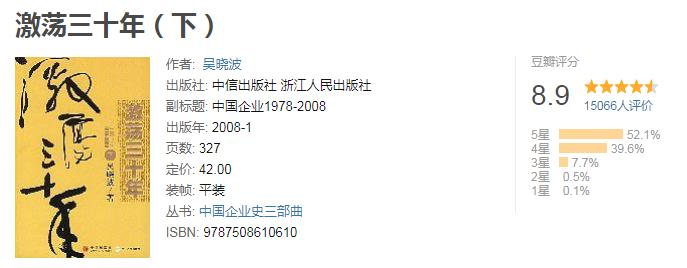 激荡三十年（下）
作者: 吴晓波
出版社: 中信出版社 浙江人民出版社
副标题: 中国企业1978-2008
出版年: 2008-1
页数: 327
定价: 42.00
装帧: 平装
丛书: 中国企业史三部曲
ISBN: 9787508610610
豆瓣评分
8.9
15066人评价
5星 52.1%
4星 39.6%
3星 7.7%
2星 0.5%
1星 0.1%
激荡三十年
激荡三十年
下
吴晓波 著